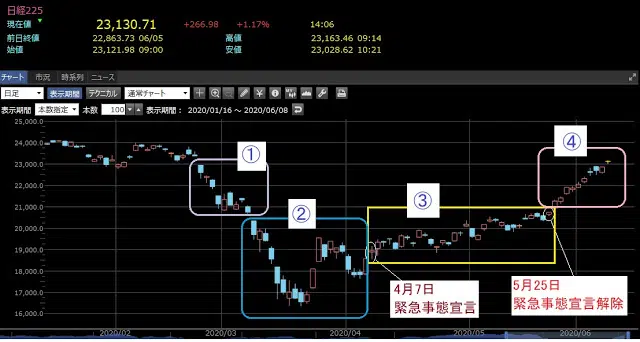 日経225
現在値 23,130.71 +266.98 +1.17% 14:06
前日終値 22,863.73 06/05 高値 23,163.46 09:14
始値 23,121.98 09:00 安値 23,028.62 10:21
チャート 市況 時系列 ニュース
日足 表示期間 テクニカル 通常チャート
表示期間 本数指定 本数 100 表示期間: 2020/01/16 ～ 2020/06/08
25,000.0
24,000.0
23,000.0
22,000.0
21,000.0
20,000.0
19,000.0
18,000.0
17,000.0
16,000.0
①
②
③
④
4月7日
緊急事態宣言
5月25日
緊急事態宣言解除
2020/02 2020/03 2020/04 2020/05 2020/06